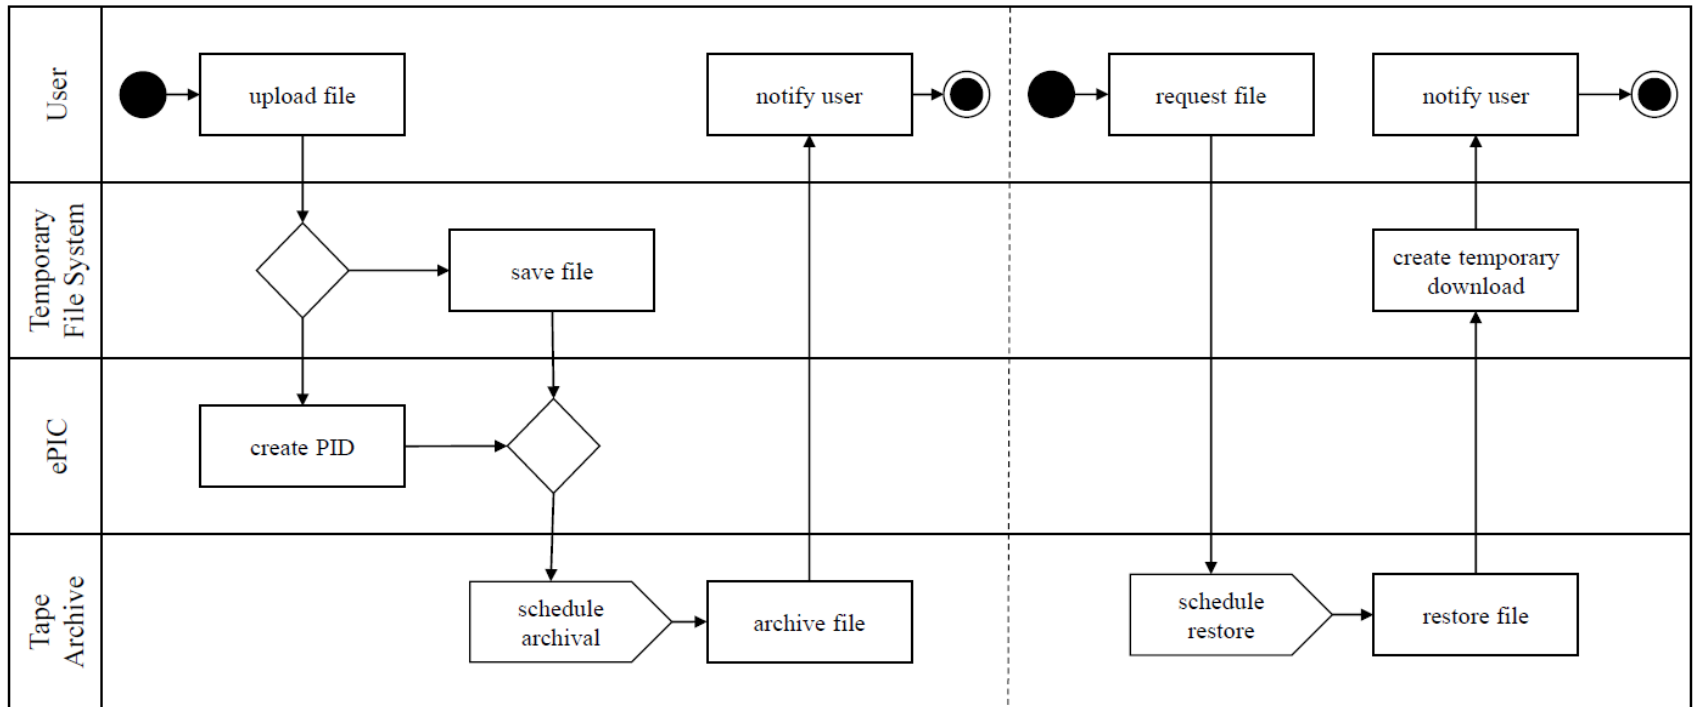 User
upload file
notify user
request file
notify user
Temporary
File System
save file
create temporary
download
ePIC
create PID
Tape
Archive
schedule
archival
archive file
schedule
restore
restore file